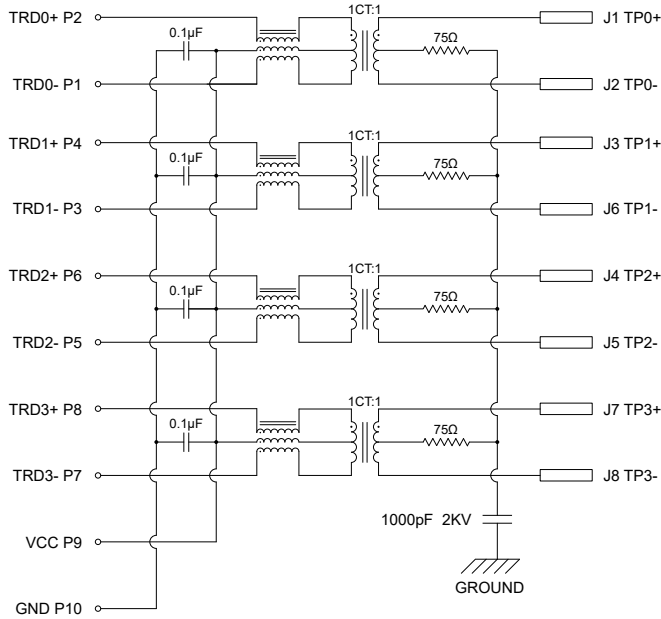 TRD0+ P2
0.1µF
1CT:1
75Ω
J1 TP0+
TRD0- P1
J2 TP0-
TRD1+ P4
0.1µF
1CT:1
75Ω
J3 TP1+
TRD1- P3
J6 TP1-
TRD2+ P6
0.1µF
1CT:1
75Ω
J4 TP2+
TRD2- P5
J5 TP2-
TRD3+ P8
0.1µF
1CT:1
75Ω
J7 TP3+
TRD3- P7
J8 TP3-
1000pF 2KV
VCC P9
GROUND
GND P10